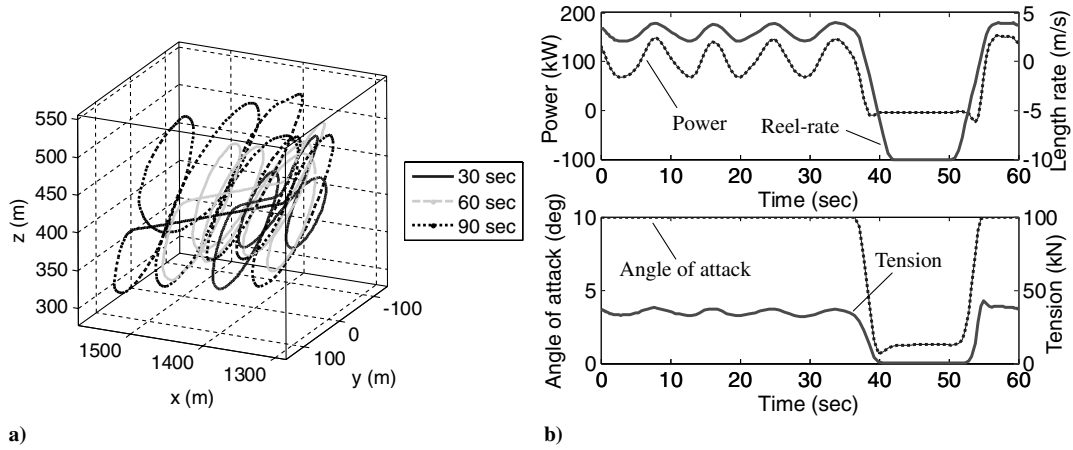 550
500
450
400
350
300
z (m)
1500
1400
1300
x (m)
-100
0
100
y (m)
30 sec
60 sec
90 sec
a)
200
100
0
-100
Power (kW)
5
0
-5
-10
Length rate (m/s)
Power
Reel-rate
0 10 20 30 40 50 60
Time (sec)
10
5
0
Angle of attack (deg)
100
50
0
Tension (kN)
Angle of attack
Tension
0 10 20 30 40 50 60
Time (sec)
b)